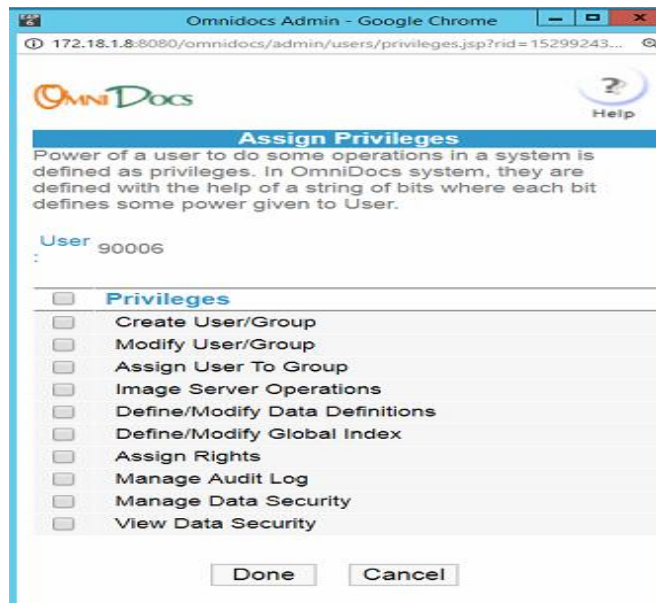 Omnidocs Admin - Google Chrome
172.18.1.8:8080/omnidocs/admin/users/privileges.jsp?rid=15299243...
OMNIDOCS
Help
Assign Privileges
Power of a user to do some operations in a system is
defined as privileges. In OmniDocs system, they are
defined with the help of a string of bits where each bit
defines some power given to User.
User
: 90006
Privileges
Create User/Group
Modify User/Group
Assign User To Group
Image Server Operations
Define/Modify Data Definitions
Define/Modify Global Index
Assign Rights
Manage Audit Log
Manage Data Security
View Data Security
Done Cancel